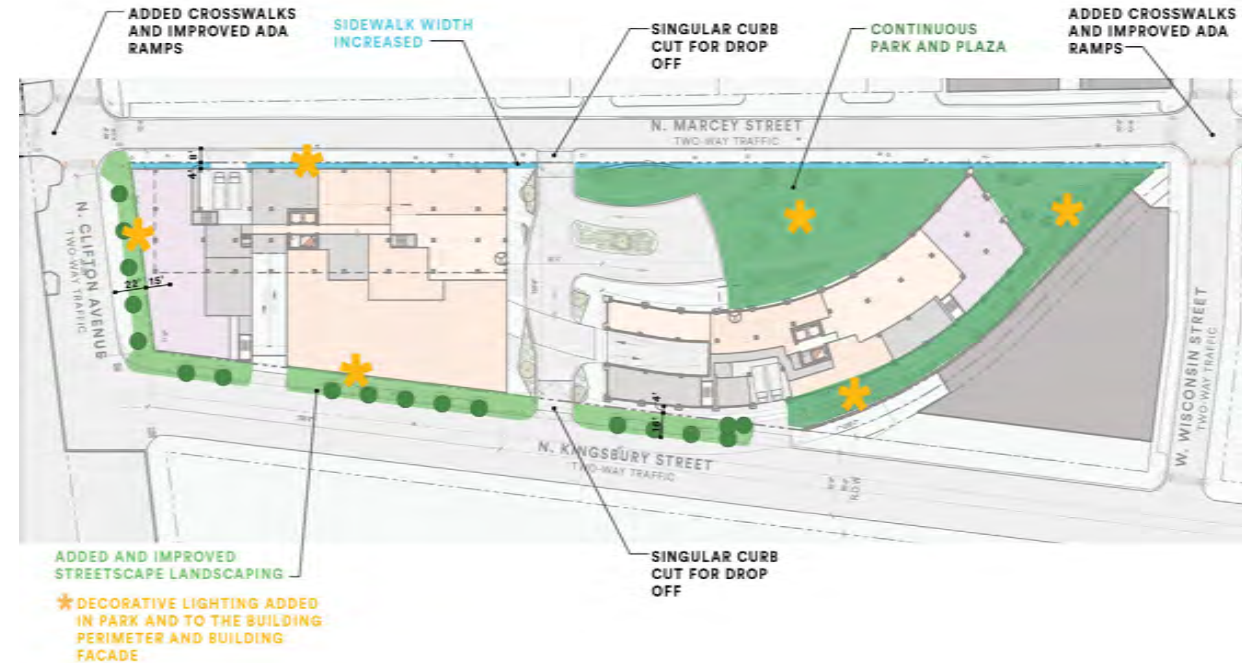 ADDED CROSSWALKS
AND IMPROVED ADA
RAMPS
SIDEWALK WIDTH
INCREASED
SINGULAR CURB
CUT FOR DROP
OFF
CONTINUOUS
PARK AND PLAZA
ADDED CROSSWALKS
AND IMPROVED ADA
RAMPS
N. MARCEY STREET
TWO-WAY TRAFFIC
8'
4'
N. CLIFTON AVENUE
TWO-WAY TRAFFIC
22'
15'
W. WISCONSIN STREET
TWO-WAY TRAFFIC
4'
N. KINGSBURY STREET
TWO-WAY TRAFFIC
ADDED AND IMPROVED
STREETSCAPE LANDSCAPING
DECORATIVE LIGHTING ADDED
IN PARK AND TO THE BUILDING
PERIMETER AND BUILDING
FACADE
SINGULAR CURB
CUT FOR DROP
OFF